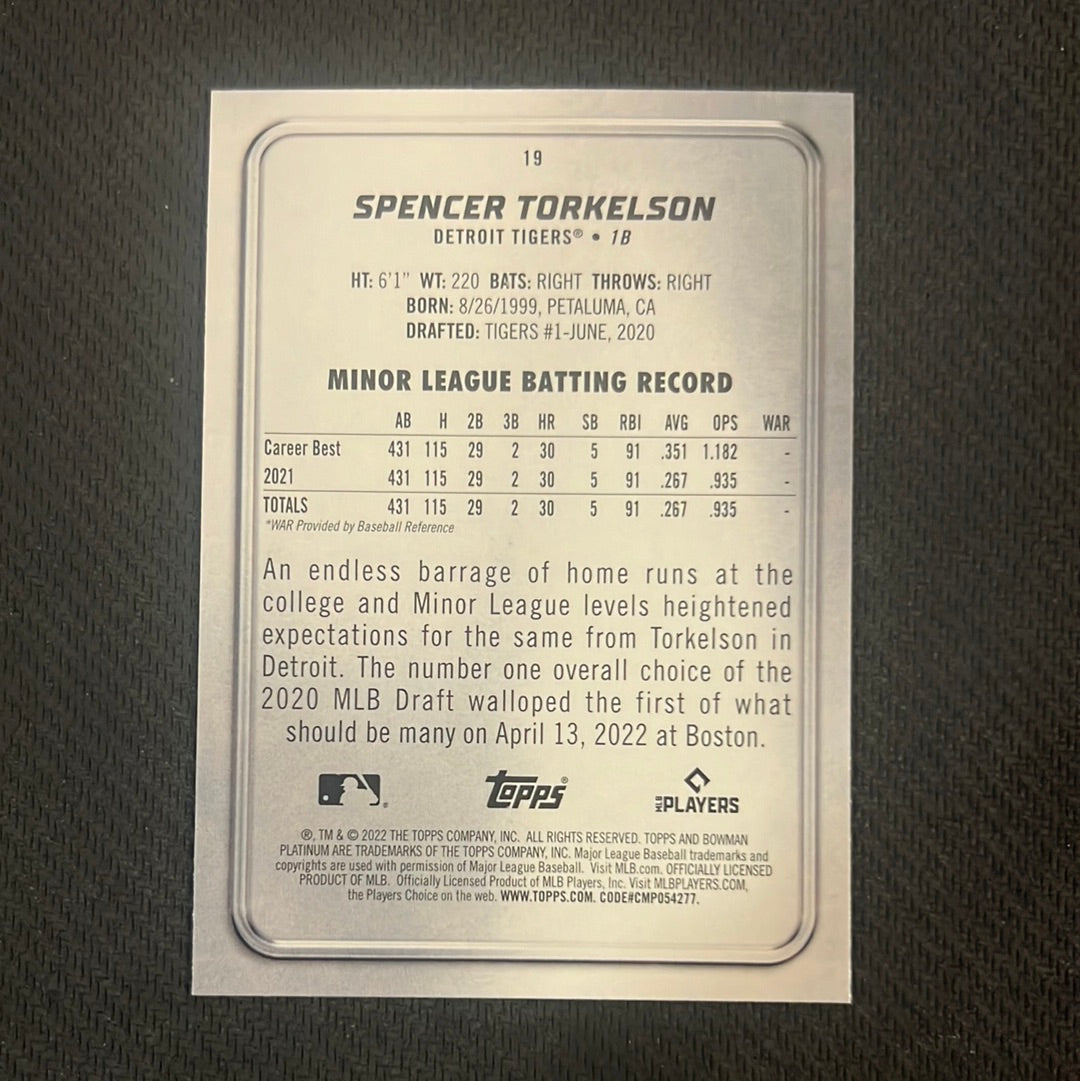 19
SPENCER TORKELSON
DETROIT TIGERS® • 1B
HT: 6'1" WT: 220 BATS: RIGHT THROWS: RIGHT
BORN: 8/26/1999, PETALUMA, CA
DRAFTED: TIGERS #1-JUNE, 2020
MINOR LEAGUE BATTING RECORD
AB H 2B 3B HR SB RBI AVG OPS WAR
Career Best 431 115 29 2 30 5 91 .351 1.182 -
2021 431 115 29 2 30 5 91 .267 .935 -
TOTALS 431 115 29 2 30 5 91 .267 .935 -
*WAR Provided by Baseball Reference
An endless barrage of home runs at the
college and Minor League levels heightened
expectations for the same from Torkelson in
Detroit. The number one overall choice of the
2020 MLB Draft walloped the first of what
should be many on April 13, 2022 at Boston.
® Topps® MLB PLAYERS
®, TM & © 2022 THE TOPPS COMPANY, INC. ALL RIGHTS RESERVED. TOPPS AND BOWMAN
PLATINUM ARE TRADEMARKS OF THE TOPPS COMPANY, INC. Major League Baseball trademarks and
copyrights are used with permission of Major League Baseball. Visit MLB.com. OFFICIALLY LICENSED
PRODUCT OF MLB. Officially Licensed Product of MLB Players, Inc. Visit MLBPLAYERS.COM,
the Players Choice on the web. WWW.TOPPS.COM. CODE#CMP054277.